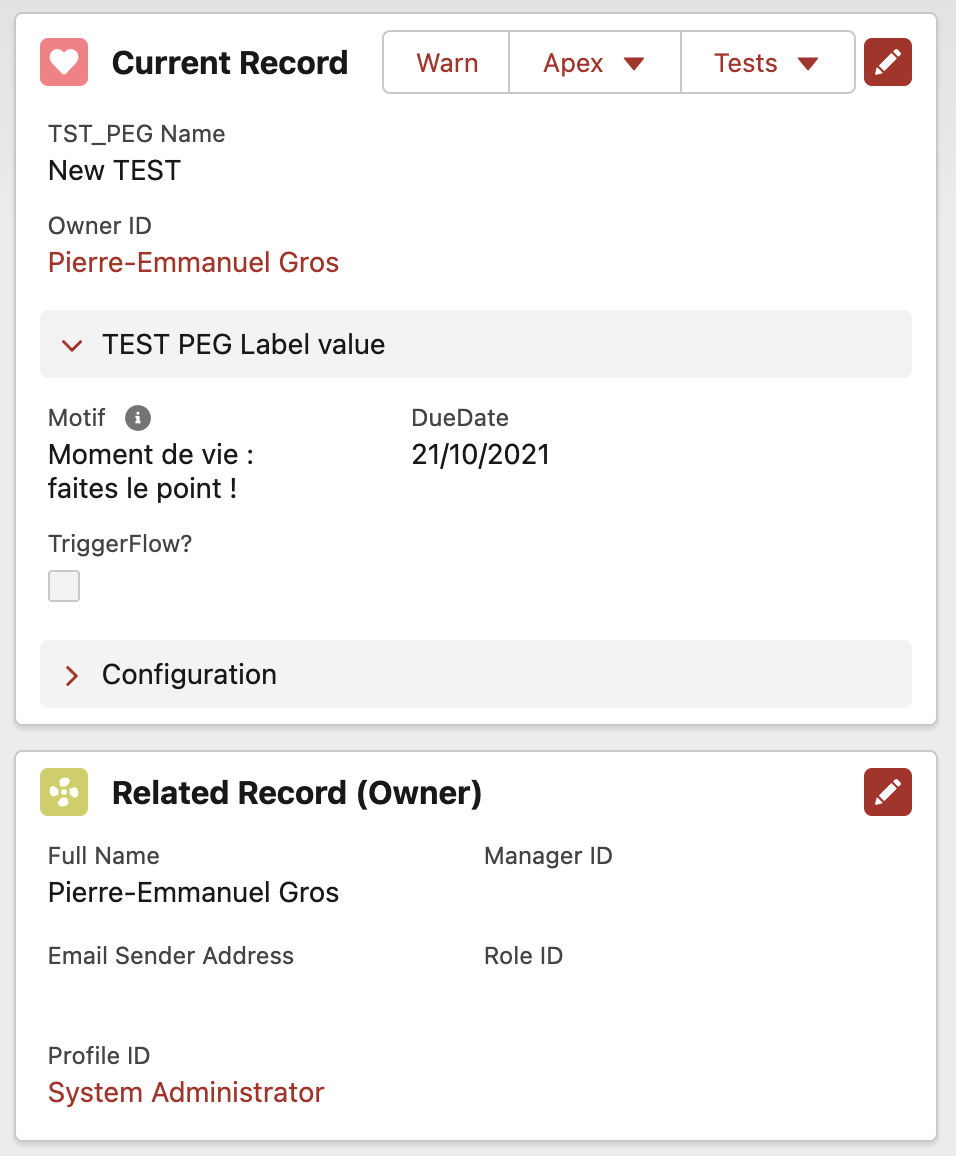 Current Record
Warn
Apex
Tests
TST_PEG Name
New TEST
Owner ID
Pierre-Emmanuel Gros
TEST PEG Label value
Motif
Moment de vie :
faites le point !
DueDate
21/10/2021
TriggerFlow?
Configuration
Related Record (Owner)
Full Name
Pierre-Emmanuel Gros
Manager ID
Email Sender Address
Role ID
Profile ID
System Administrator